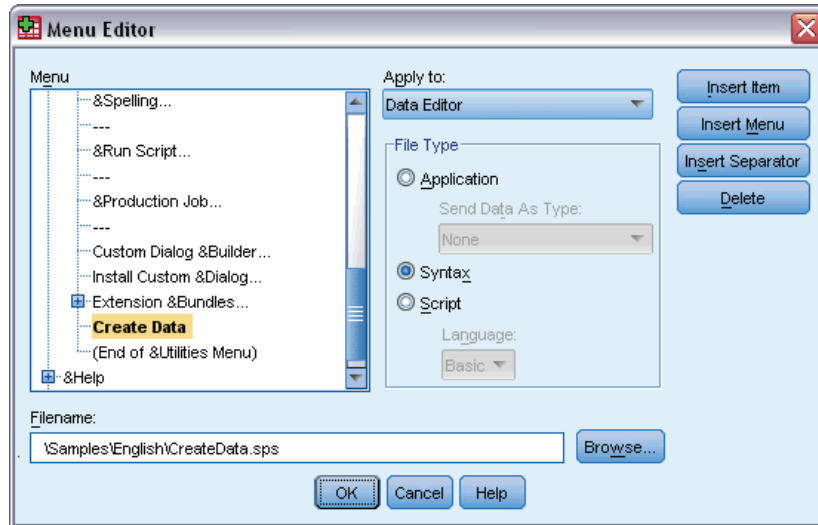 Menu Editor
Menu
&Spelling...
---
&Run Script...
---
&Production Job...
---
Custom Dialog &Builder...
Install Custom &Dialog...
Extension &Bundles...
Create Data
(End of &Utilities Menu)
&Help
Apply to:
Data Editor
File Type
Application
Send Data As Type:
None
Syntax
Script
Language:
Basic
Insert Item
Insert Menu
Insert Separator
Delete
Filename:
\Samples\English\CreateData.sps
Browse...
OK
Cancel
Help